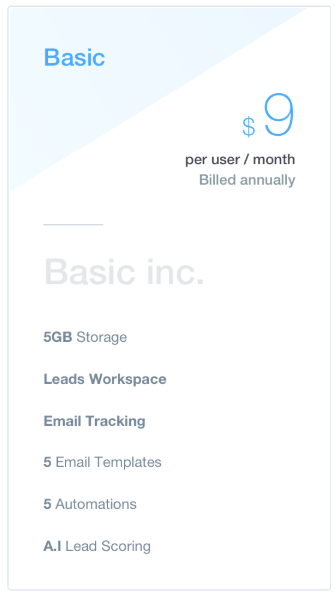 Basic
$ 9
per user / month
Billed annually
Basic inc.
5GB Storage
Leads Workspace
Email Tracking
5 Email Templates
5 Automations
A.I Lead Scoring